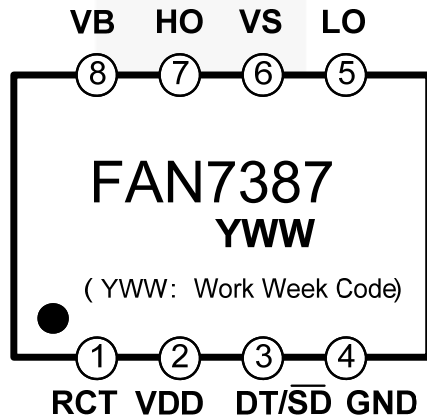 VB HO VS LO
8 7 6 5
FAN7387
YWW
( YWW: Work Week Code)
1 2 3 4
RCT VDD DT/S̅D̅ GND